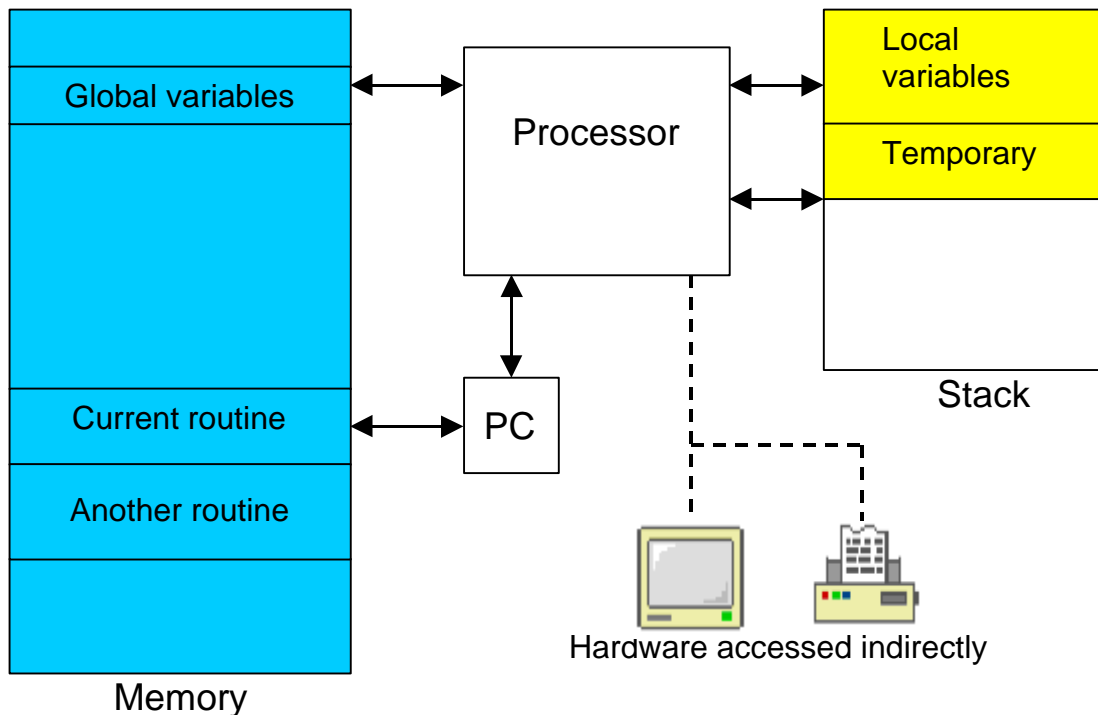 Global variables
Current routine
Another routine
Memory
Processor
PC
Local
variables
Temporary
Stack
Hardware accessed indirectly